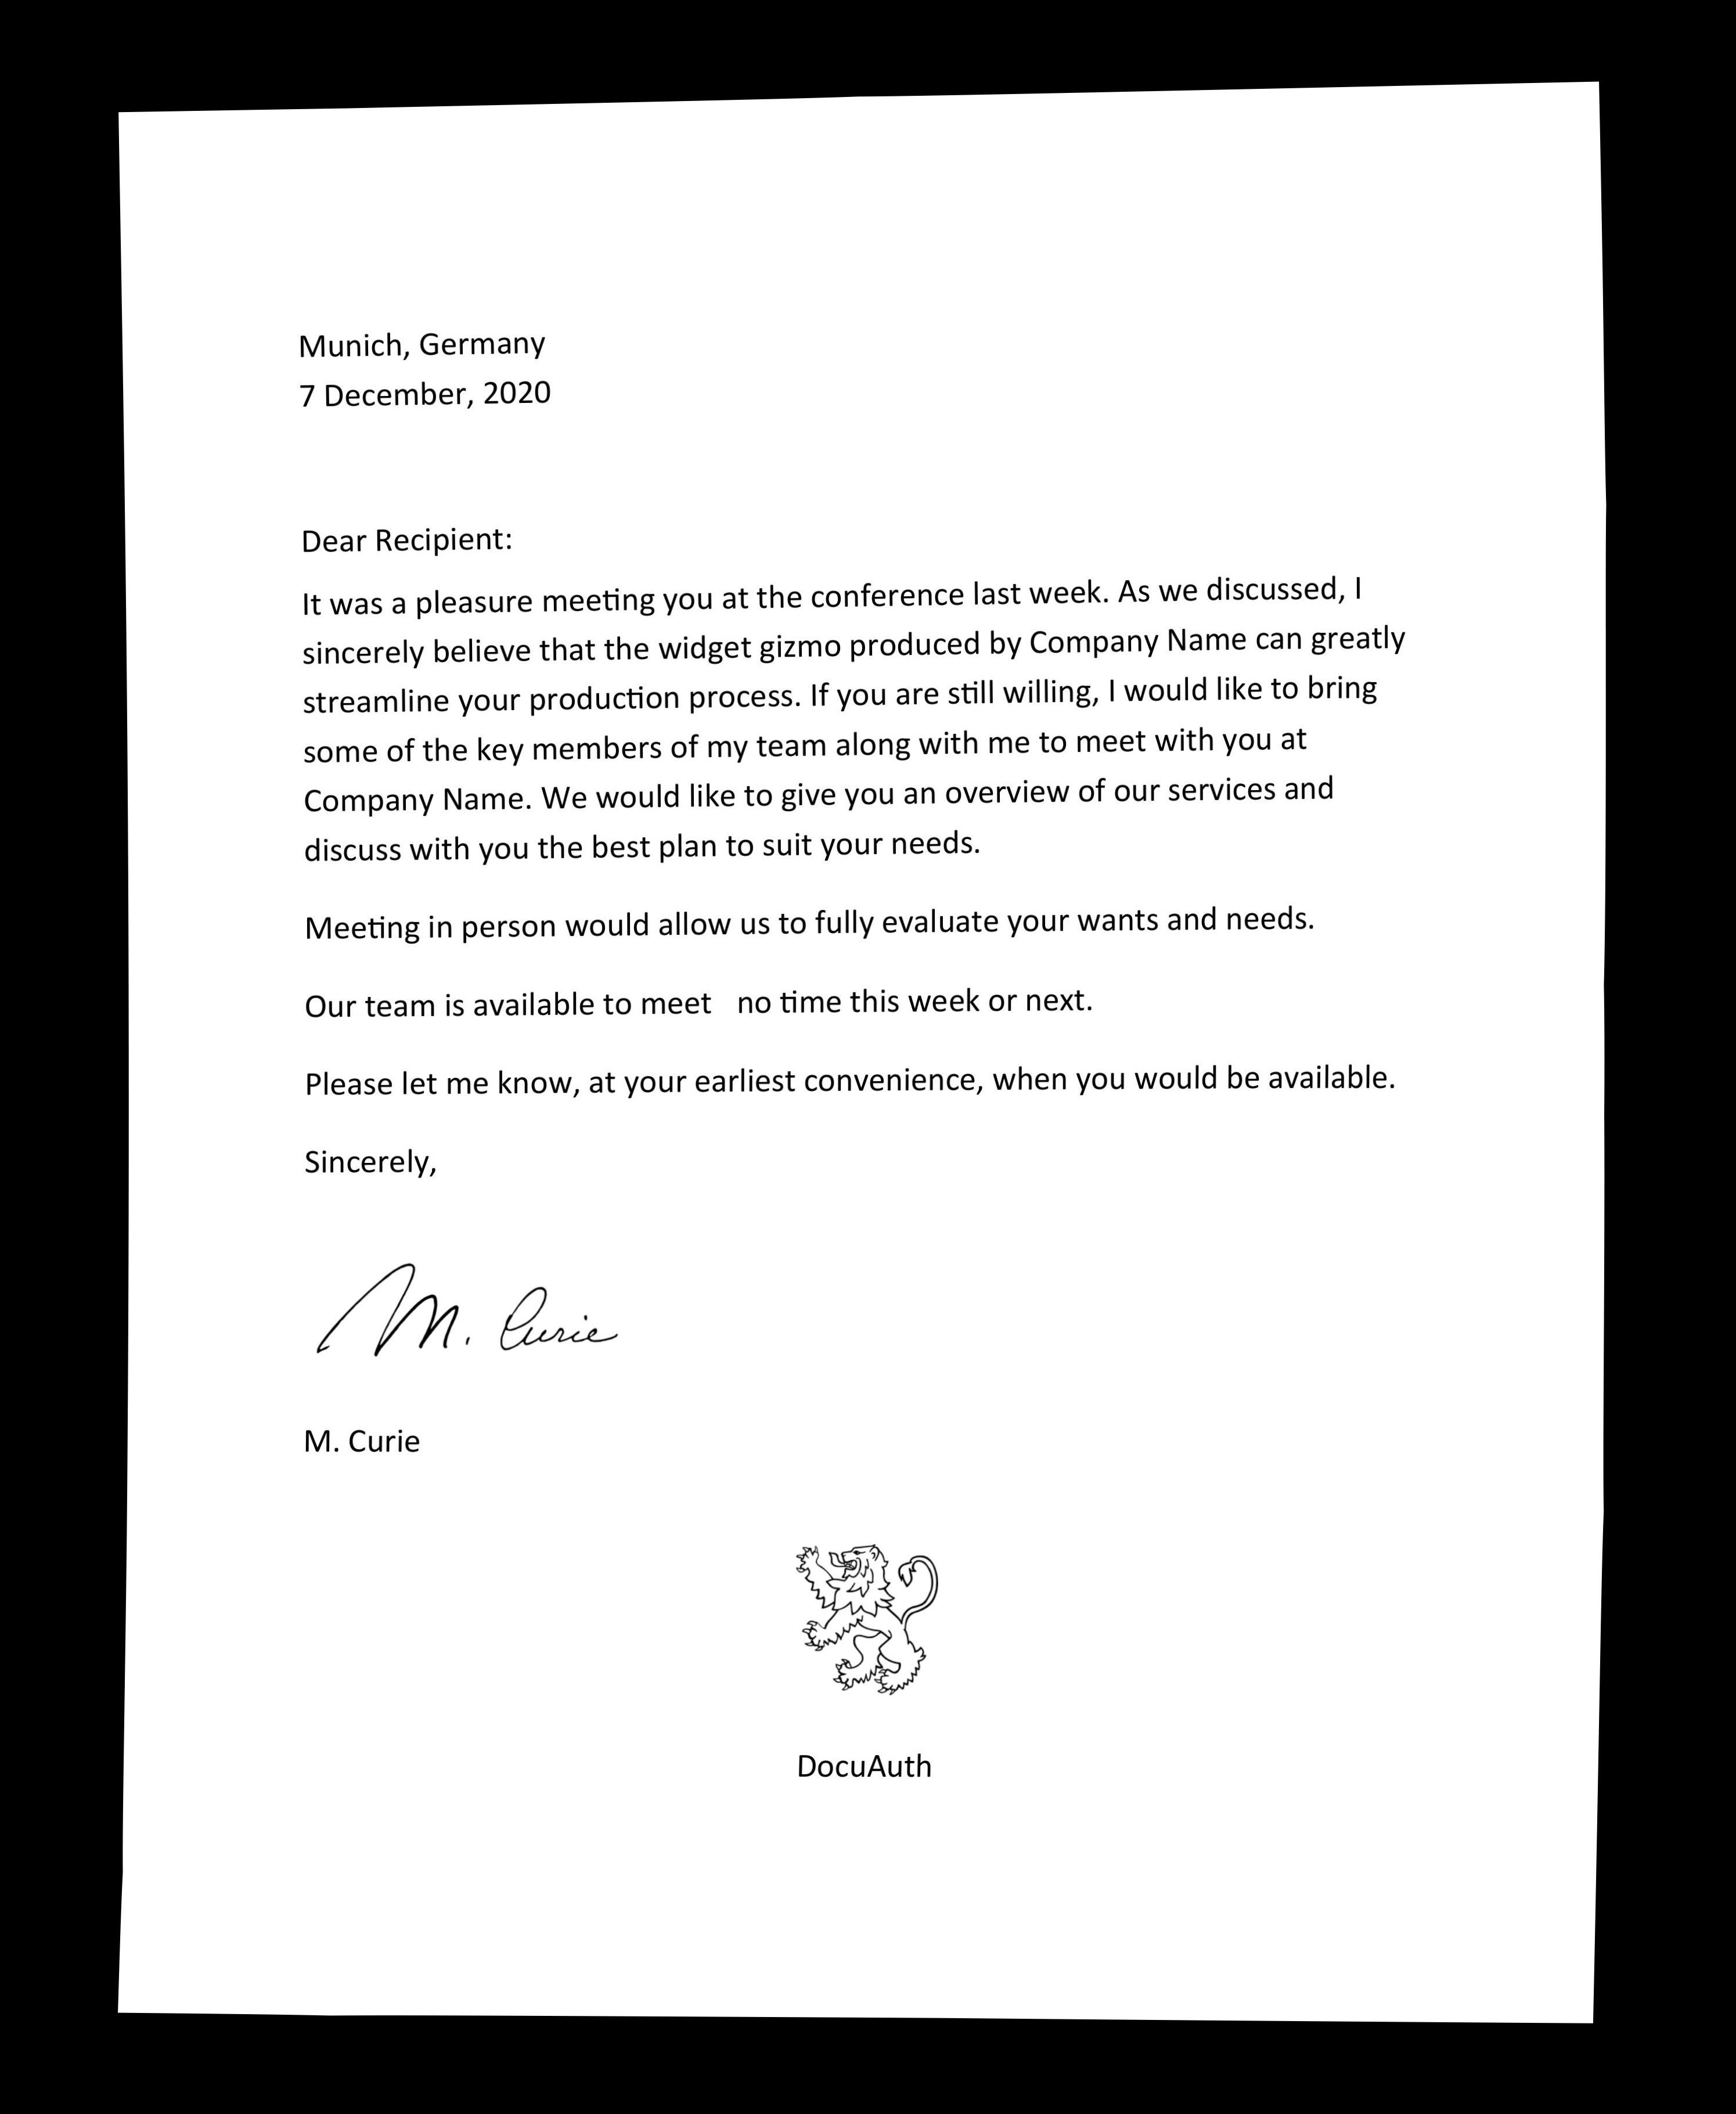 Munich, Germany
7 December, 2020
Dear Recipient:
It was a pleasure meeting you at the conference last week. As we discussed, I
sincerely believe that the widget gizmo produced by Company Name can greatly
streamline your production process. If you are still willing, I would like to bring
some of the key members of my team along with me to meet with you at
Company Name. We would like to give you an overview of our services and
discuss with you the best plan to suit your needs.
Meeting in person would allow us to fully evaluate your wants and needs.
Our team is available to meet   no time this week or next.
Please let me know, at your earliest convenience, when you would be available.
Sincerely,
M. Curie
M. Curie
DocuAuth